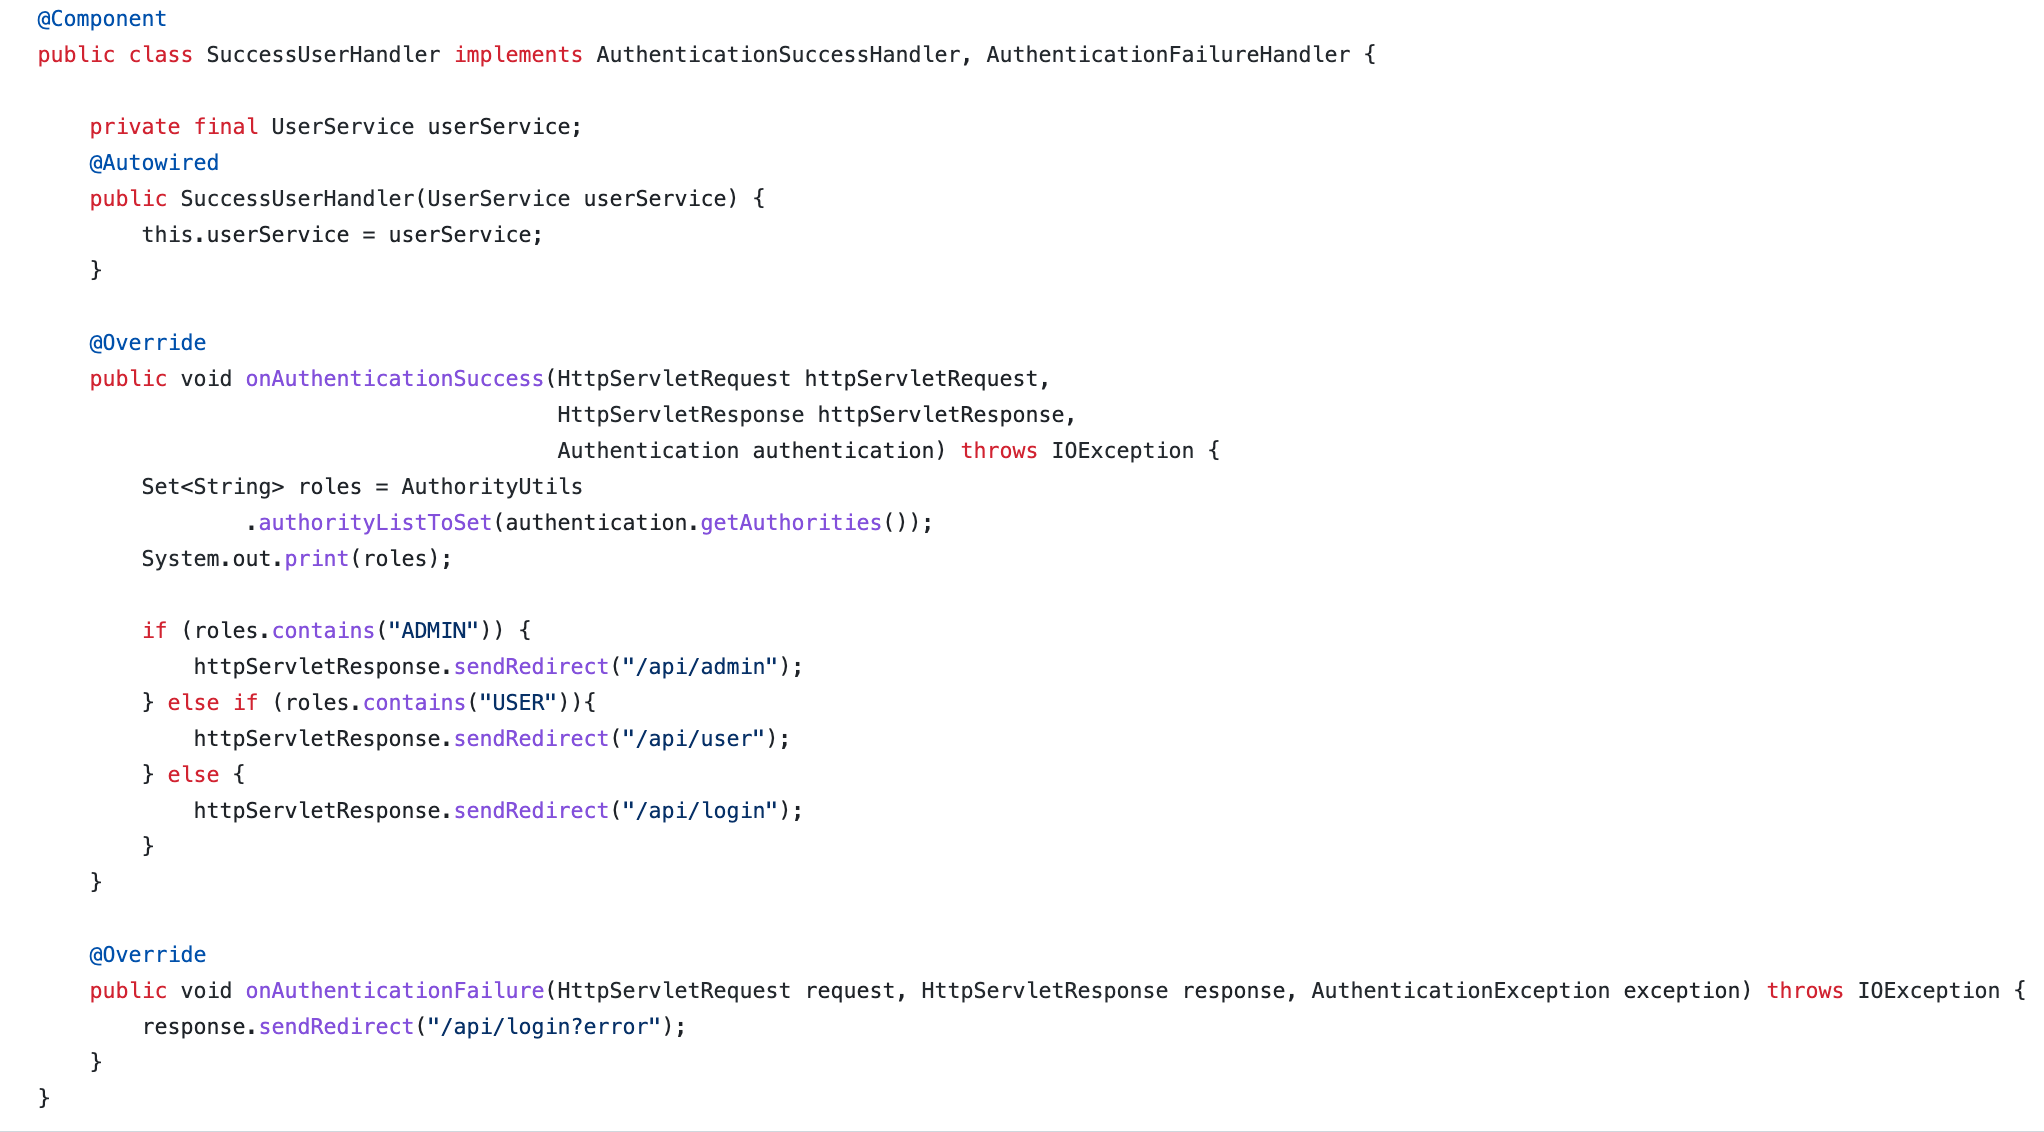 @Component
public class SuccessUserHandler implements AuthenticationSuccessHandler, AuthenticationFailureHandler {
private final UserService userService;
@Autowired
public SuccessUserHandler(UserService userService) {
this.userService = userService;
}
@Override
public void onAuthenticationSuccess(HttpServletRequest httpServletRequest,
HttpServletResponse httpServletResponse,
Authentication authentication) throws IOException {
Set<String> roles = AuthorityUtils
.authorityListToSet(authentication.getAuthorities());
System.out.print(roles);
if (roles.contains("ADMIN")) {
httpServletResponse.sendRedirect("/api/admin");
} else if (roles.contains("USER")){
httpServletResponse.sendRedirect("/api/user");
} else {
httpServletResponse.sendRedirect("/api/login");
}
}
@Override
public void onAuthenticationFailure(HttpServletRequest request, HttpServletResponse response, AuthenticationException exception) throws IOException {
response.sendRedirect("/api/login?error");
}
}